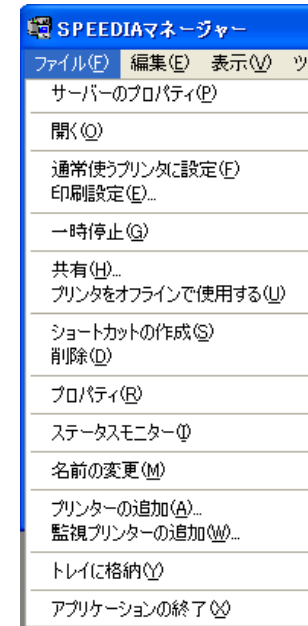 SPEEDIAマネージャー
ファイル(F) 編集(E) 表示(V) ツ
サーバーのプロパティ(P)
開く(O)
通常使うプリンタに設定(F)
印刷設定(E)...
一時停止(G)
共有(H)...
プリンタをオフラインで使用する(U)
ショートカットの作成(S)
削除(D)
プロパティ(R)
ステータスモニター(I)
名前の変更(M)
プリンターの追加(A)...
監視プリンターの追加(W)...
トレイに格納(Y)
アプリケーションの終了(X)